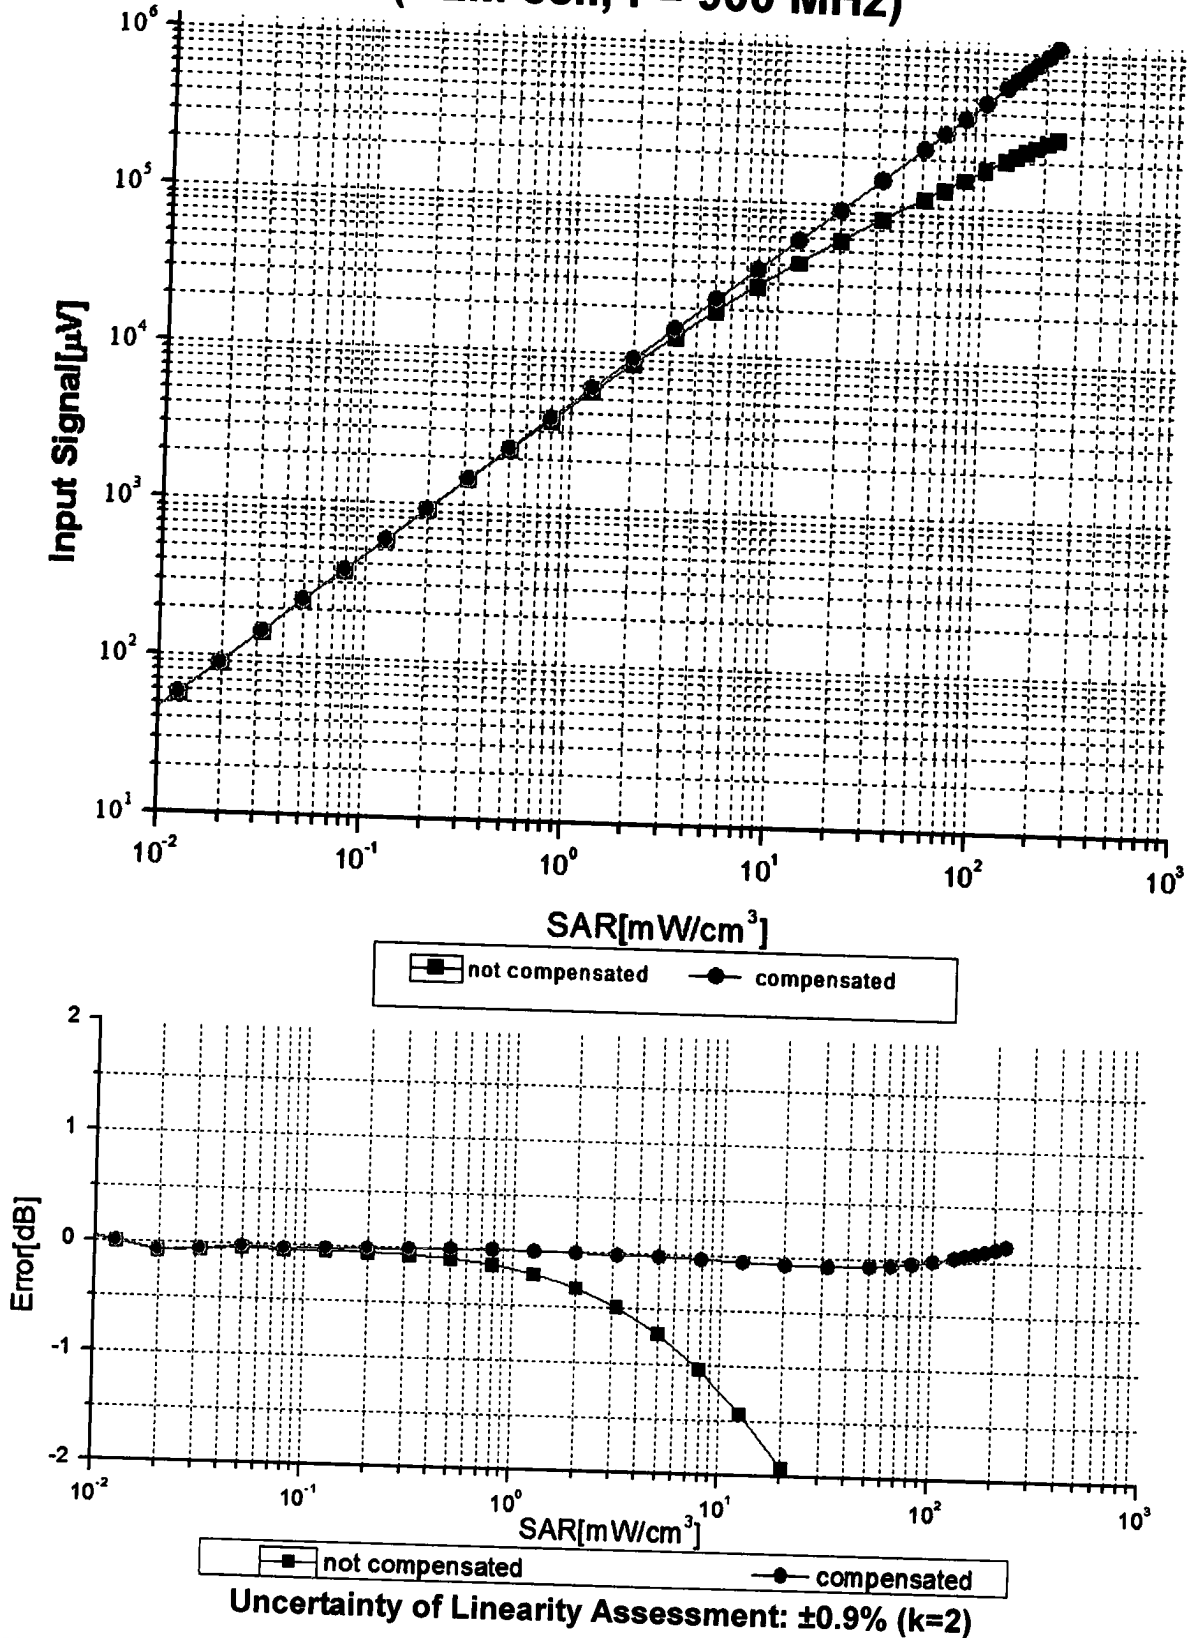 10⁶
10⁵
10⁴
10³
10²
10¹
Input Signal[µV]
10⁻² 10⁻¹ 10⁰ 10¹ 10² 10³
SAR[mW/cm³]
not compensated compensated
2
1
0
-1
-2
Error[dB]
10⁻² 10⁻¹ 10⁰ 10¹ 10² 10³
SAR[mW/cm³]
not compensated compensated
Uncertainty of Linearity Assessment: ±0.9% (k=2)